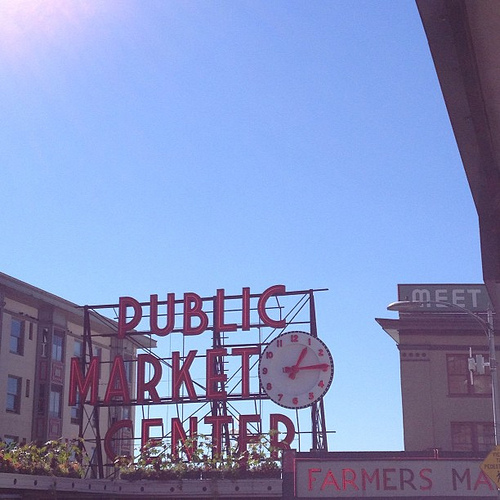 PUBLIC
MARKET
CENTER
MEET
FARMERS MA